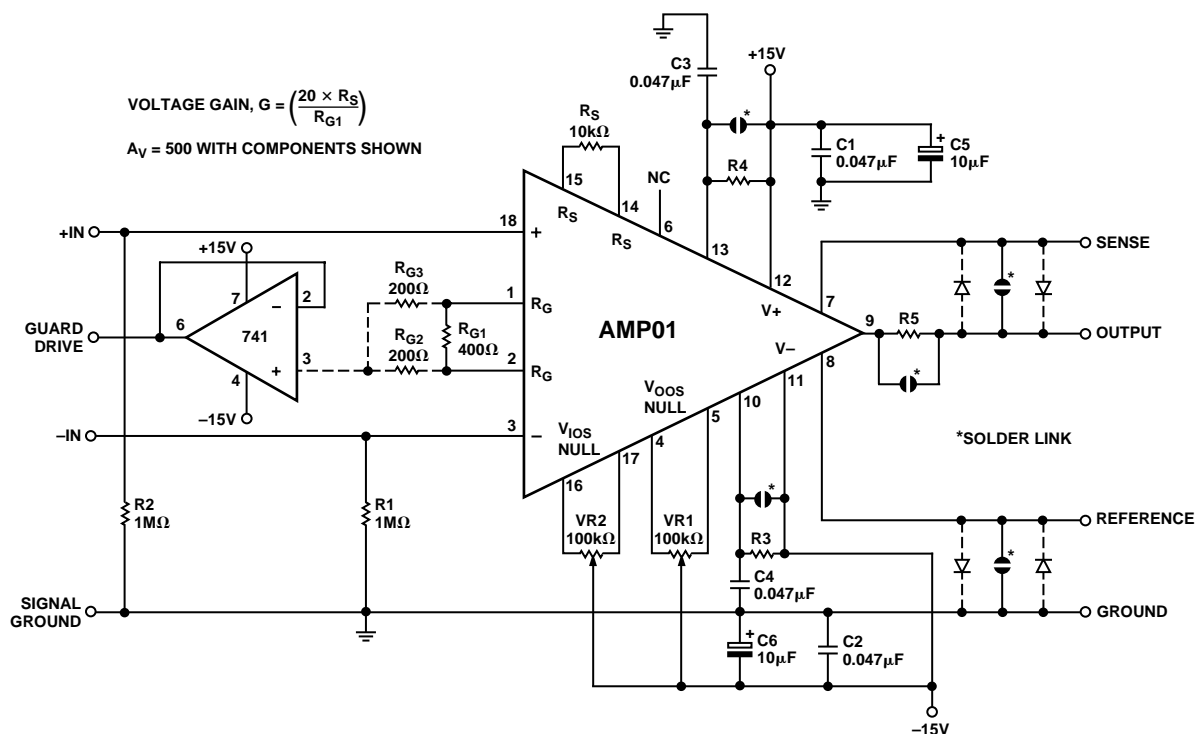 VOLTAGE GAIN, G = (20 × RS / RG1)
AV = 500 WITH COMPONENTS SHOWN
C3
0.047μF
+15V
*
R4
C1
0.047μF
+
C5
10μF
RS
10kΩ
15
14
RS
RS
NC
6
13
12
V+
+IN
18
+
+15V
7
2
–
6
741
3
+
4
–15V
GUARD
DRIVE
RG3
200Ω
RG2
200Ω
RG1
400Ω
1
RG
2
RG
AMP01
V–
7
9
8
R5
*
*
SENSE
OUTPUT
–IN
3
–
VIOS
NULL
VOOS
NULL
16
17
4
5
10
11
*SOLDER LINK
R2
1MΩ
R1
1MΩ
VR2
100kΩ
VR1
100kΩ
*
R3
C4
0.047μF
REFERENCE
*
SIGNAL
GROUND
GROUND
+
C6
10μF
C2
0.047μF
–15V